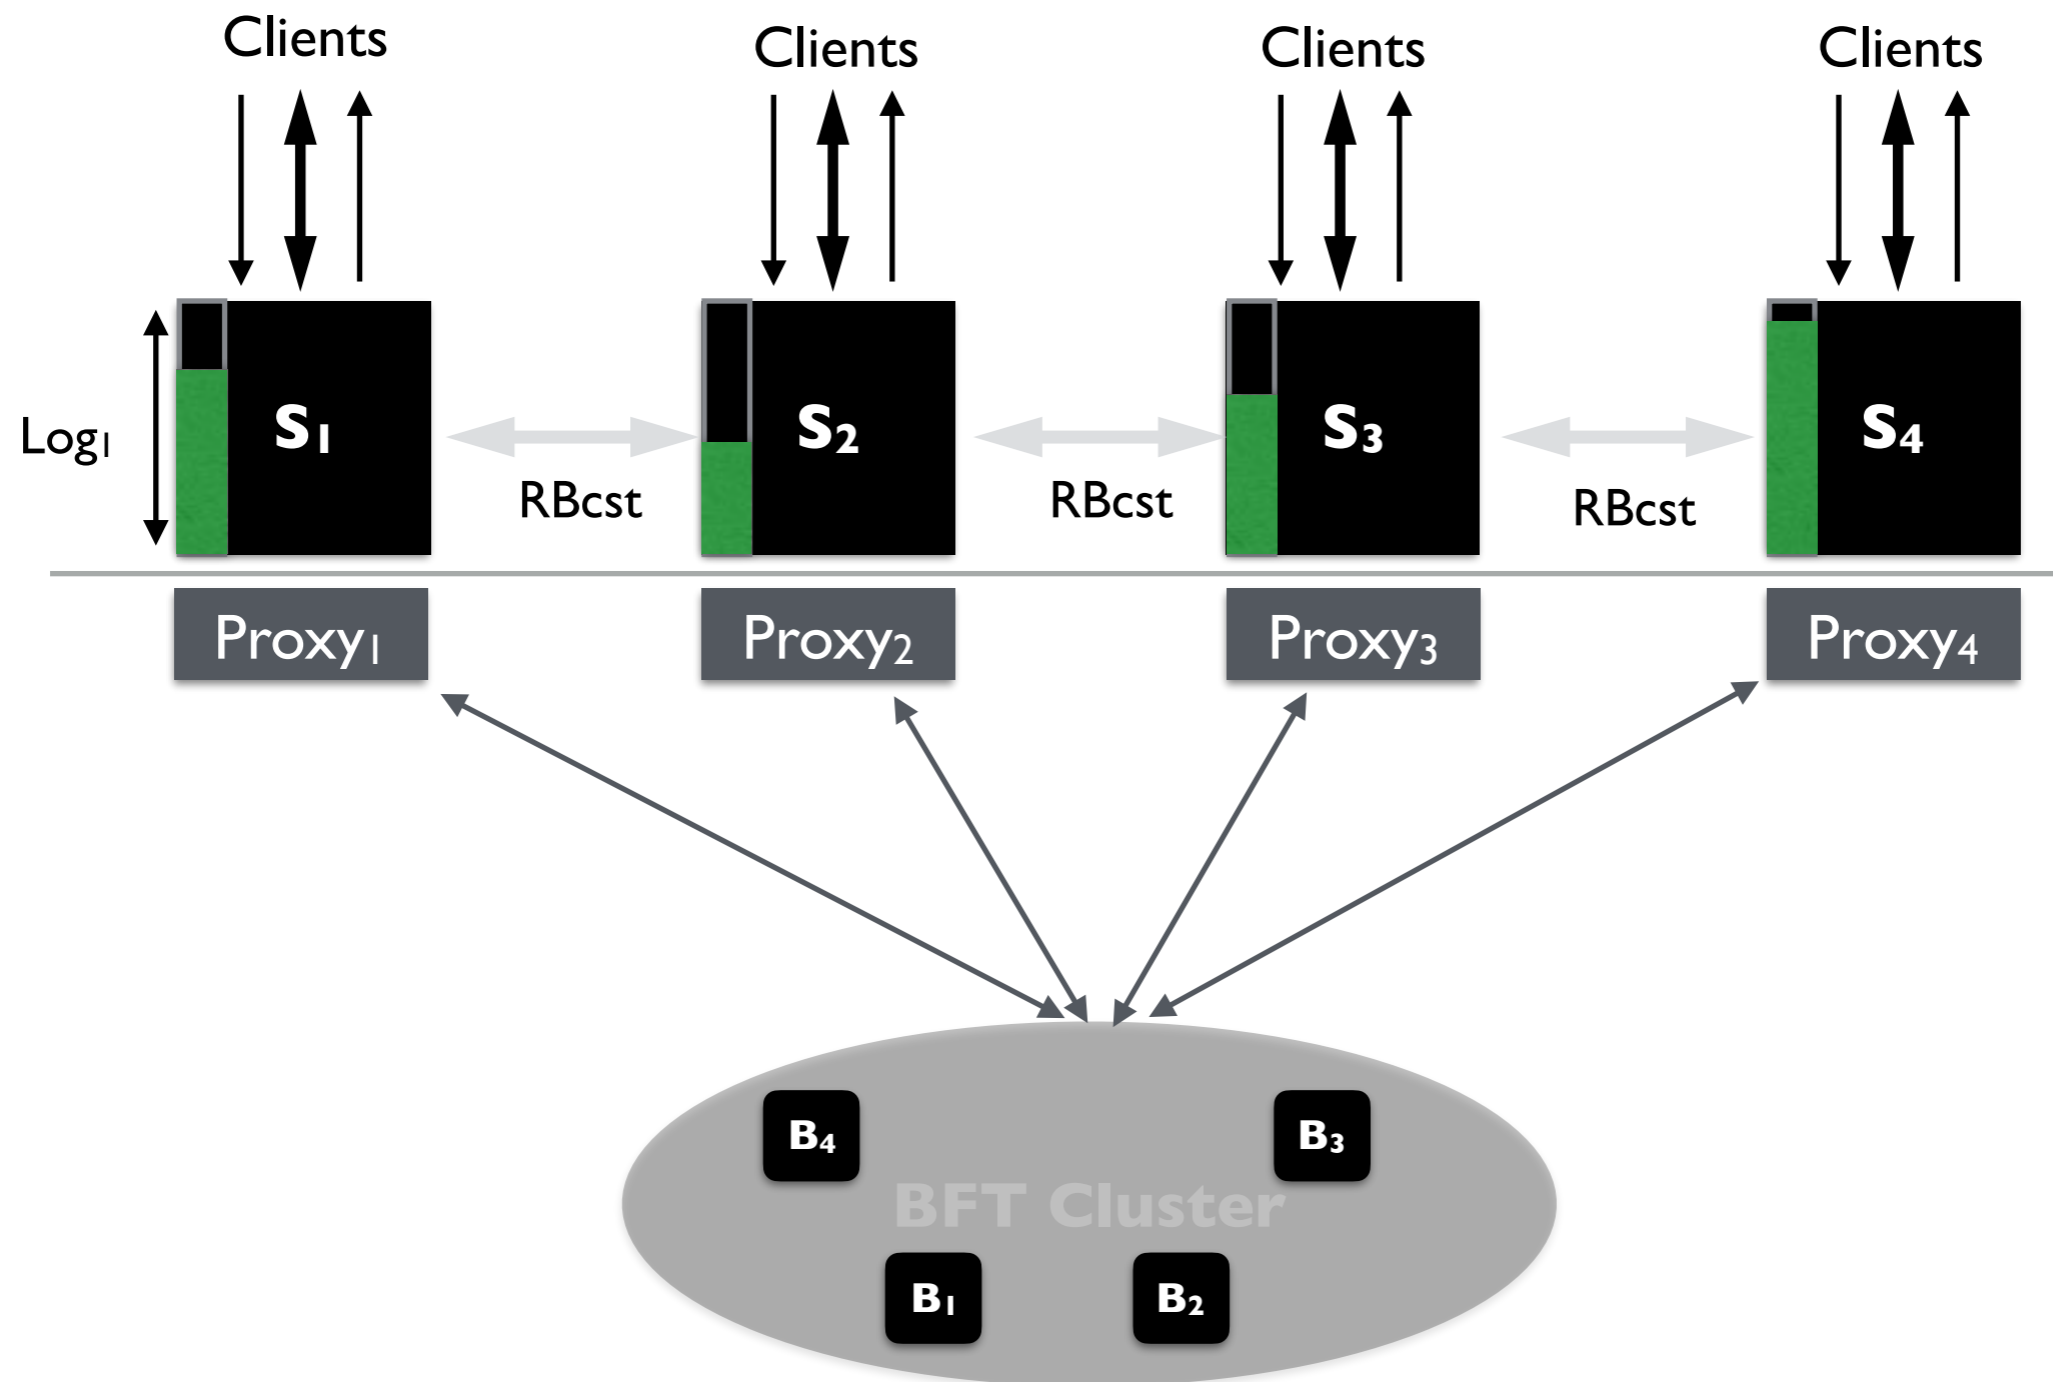 Clients
Clients
Clients
Clients
Log₁
S₁
S₂
S₃
S₄
RBcst
RBcst
RBcst
Proxy₁
Proxy₂
Proxy₃
Proxy₄
B₄
B₃
BFT Cluster
B₁
B₂